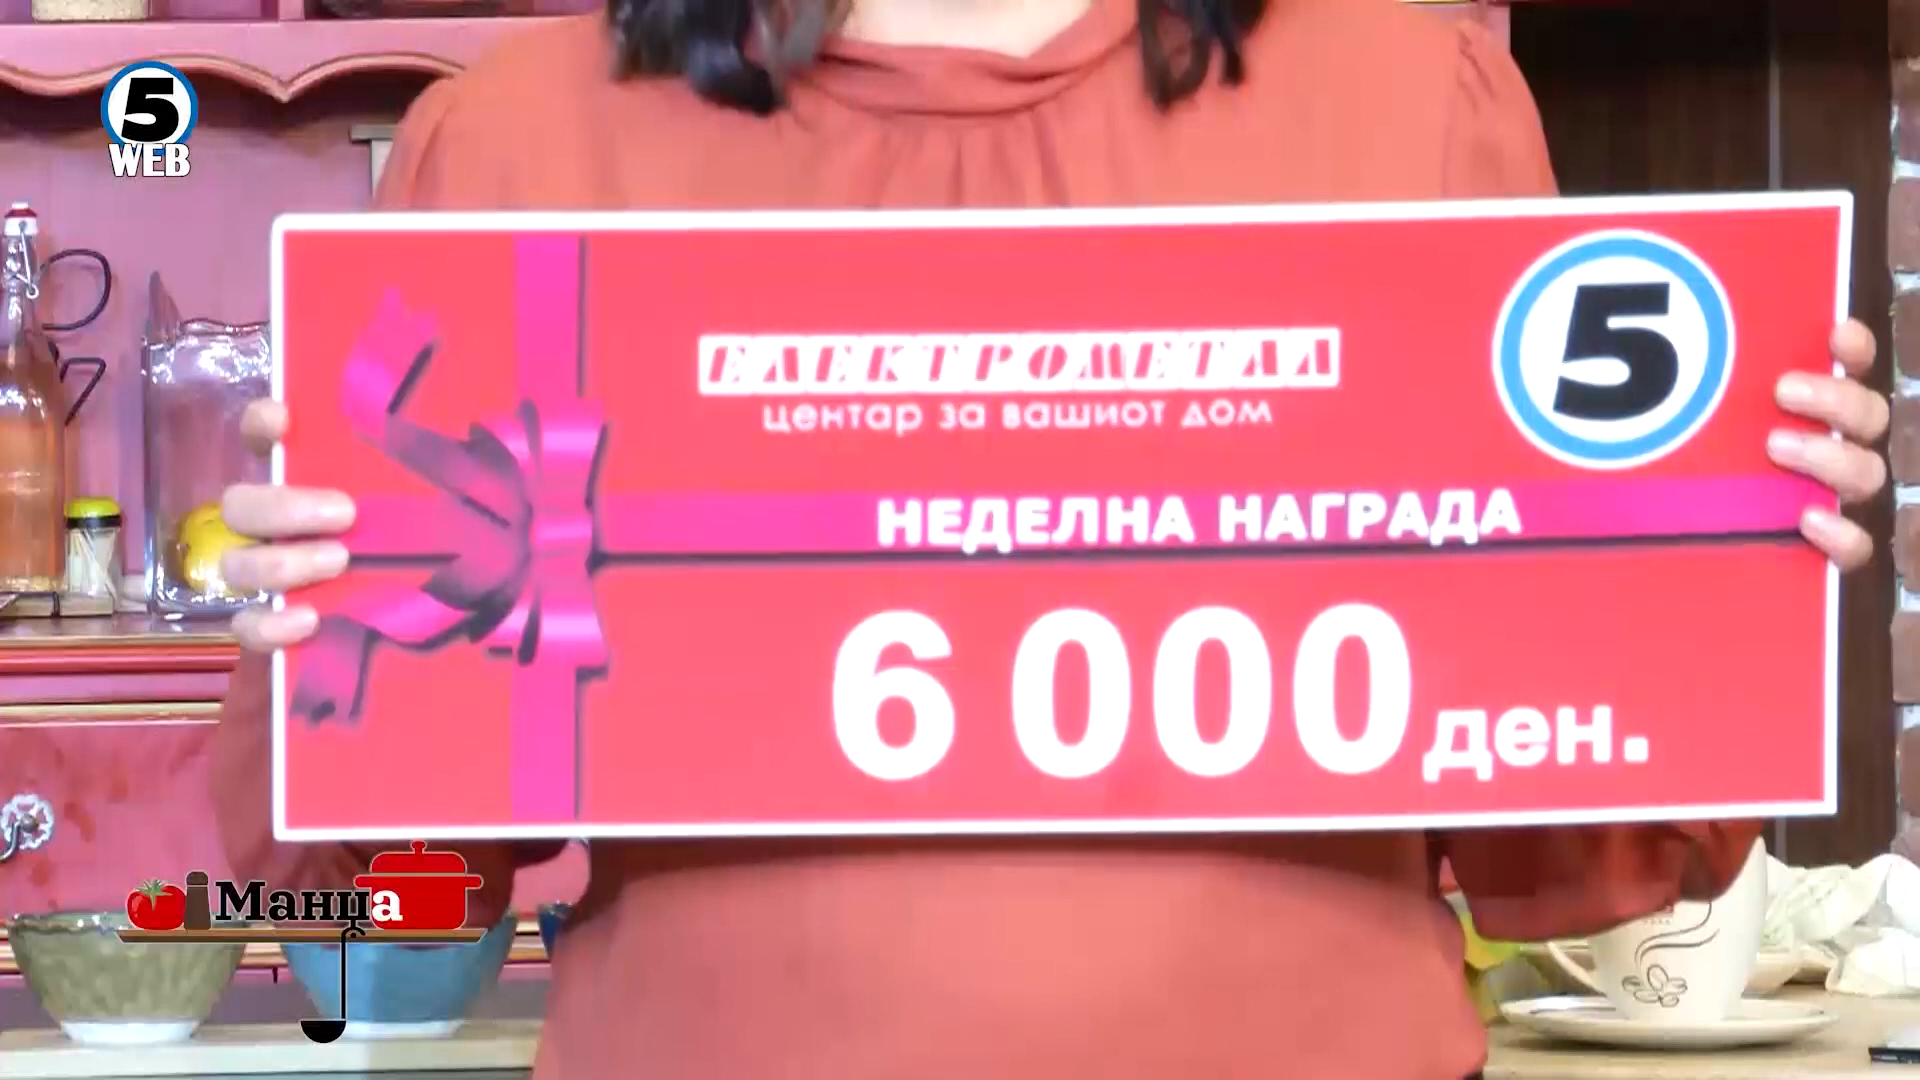 5
WEB
ЕЛЕКТРОМЕТАЛ
центар за вашиот дом
5
НЕДЕЛНА НАГРАДА
6 000 ден.
Манџа